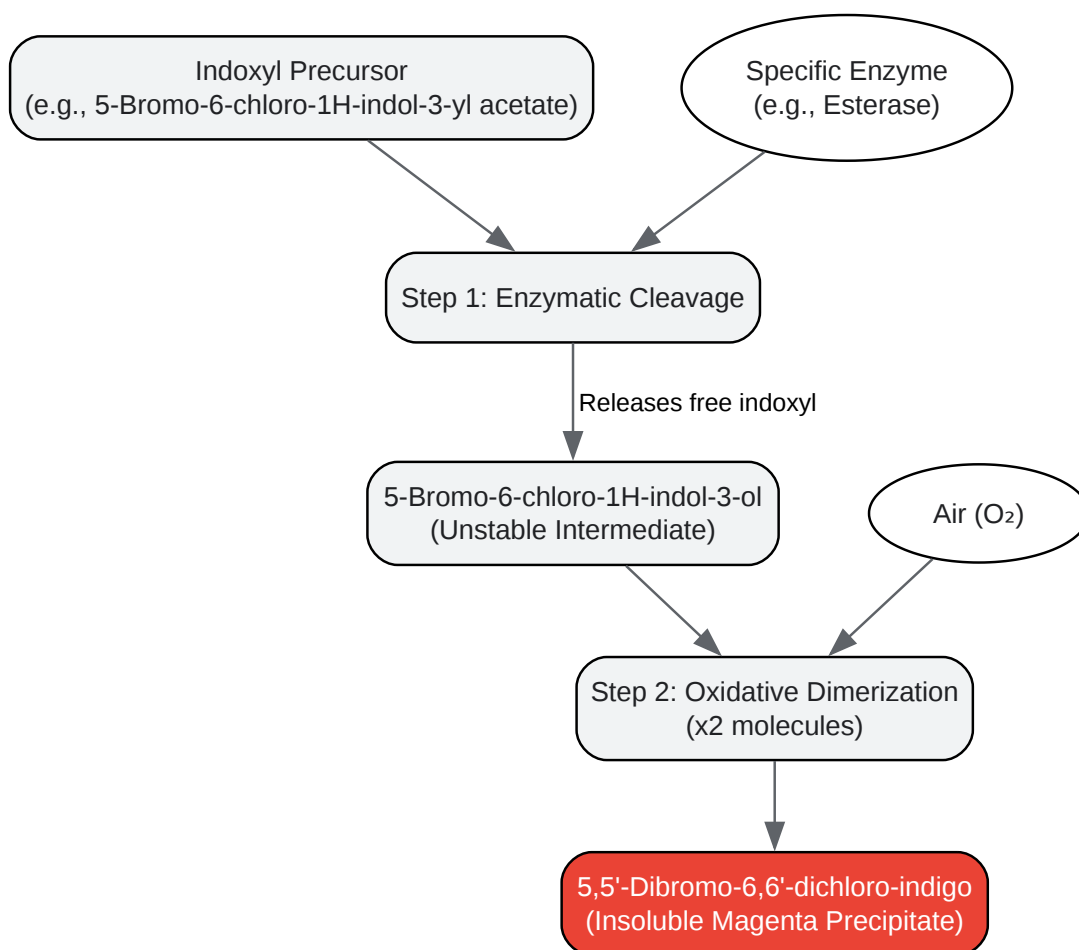 Indoxyl Precursor
(e.g., 5-Bromo-6-chloro-1H-indol-3-yl acetate)
Specific Enzyme
(e.g., Esterase)
Step 1: Enzymatic Cleavage
Releases free indoxyl
5-Bromo-6-chloro-1H-indol-3-ol
(Unstable Intermediate)
Air (O₂)
Step 2: Oxidative Dimerization
(x2 molecules)
5,5'-Dibromo-6,6'-dichloro-indigo
(Insoluble Magenta Precipitate)